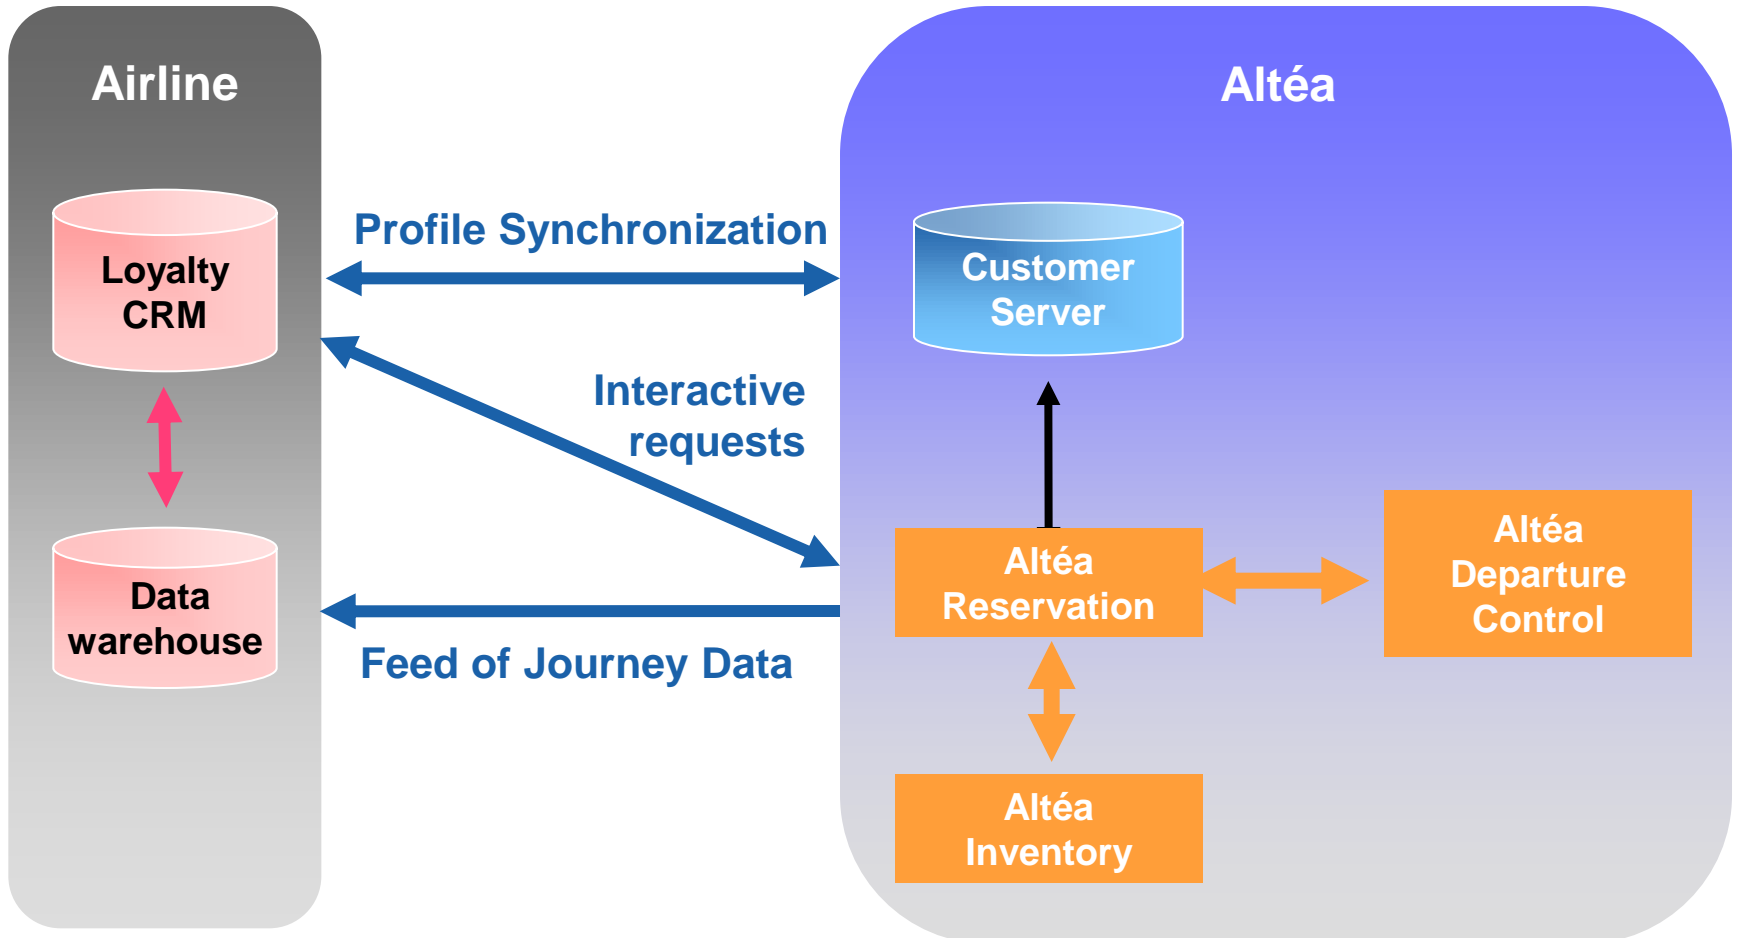 Airline
Altéa
Loyalty
CRM
Profile Synchronization
Customer
Server
Interactive
requests
Data
warehouse
Feed of Journey Data
Altéa
Reservation
Altéa
Departure
Control
Altéa
Inventory